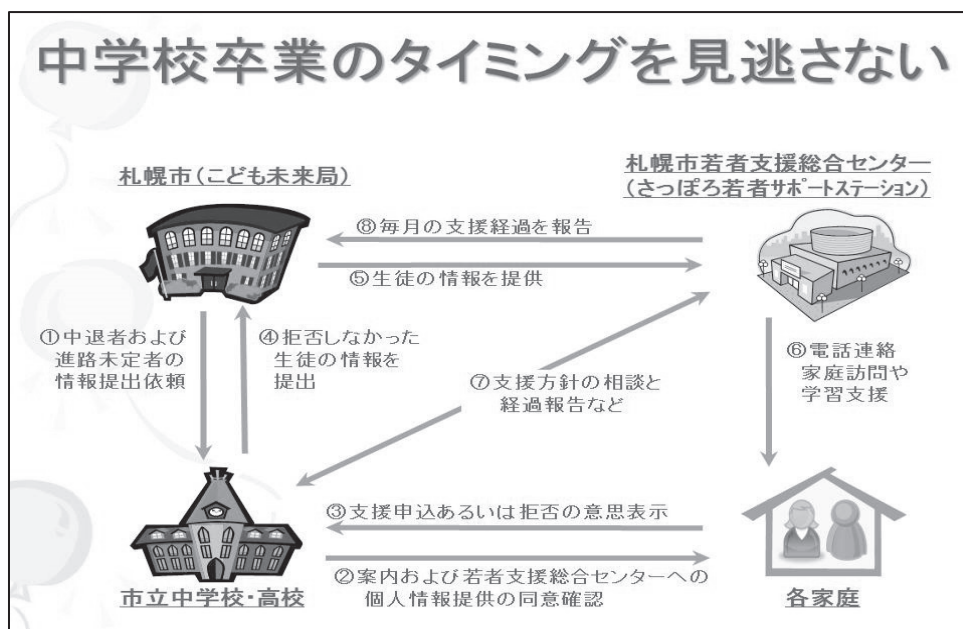 中学校卒業のタイミングを見逃さない
札幌市(こども未来局)
札幌市若者支援総合センター
(さっぽろ若者サポートステーション)
⑧毎月の支援経過を報告
⑤生徒の情報を提供
①中退者および
進路未定者の
情報提出依頼
④拒否しなかった
生徒の情報を
提出
⑦支援方針の相談と
経過報告など
⑥電話連絡
家庭訪問や
学習支援
③支援申込あるいは拒否の意思表示
②案内および若者支援総合センターへの
個人情報提供の同意確認
市立中学校・高校
各家庭